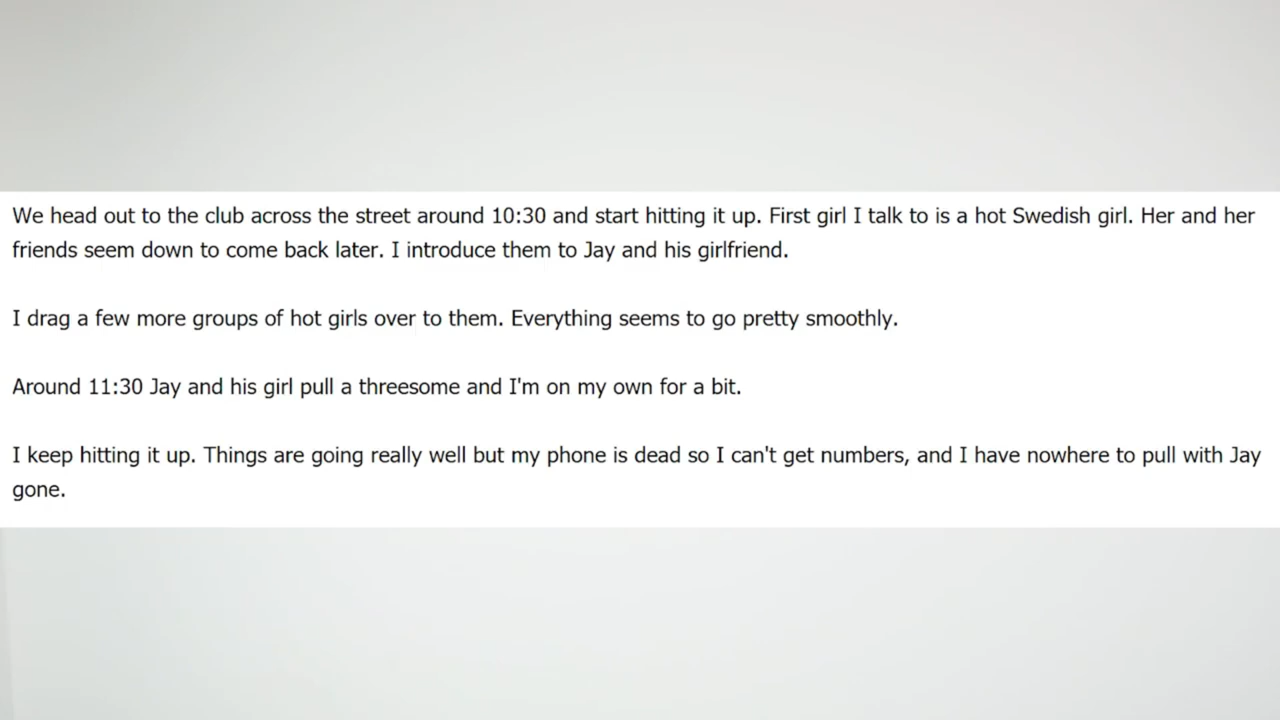 We head out to the club across the street around 10:30 and start hitting it up. First girl I talk to is a hot Swedish girl. Her and her
friends seem down to come back later. I introduce them to Jay and his girlfriend.
I drag a few more groups of hot girls over to them. Everything seems to go pretty smoothly.
Around 11:30 Jay and his girl pull a threesome and I'm on my own for a bit.
I keep hitting it up. Things are going really well but my phone is dead so I can't get numbers, and I have nowhere to pull with Jay
gone.